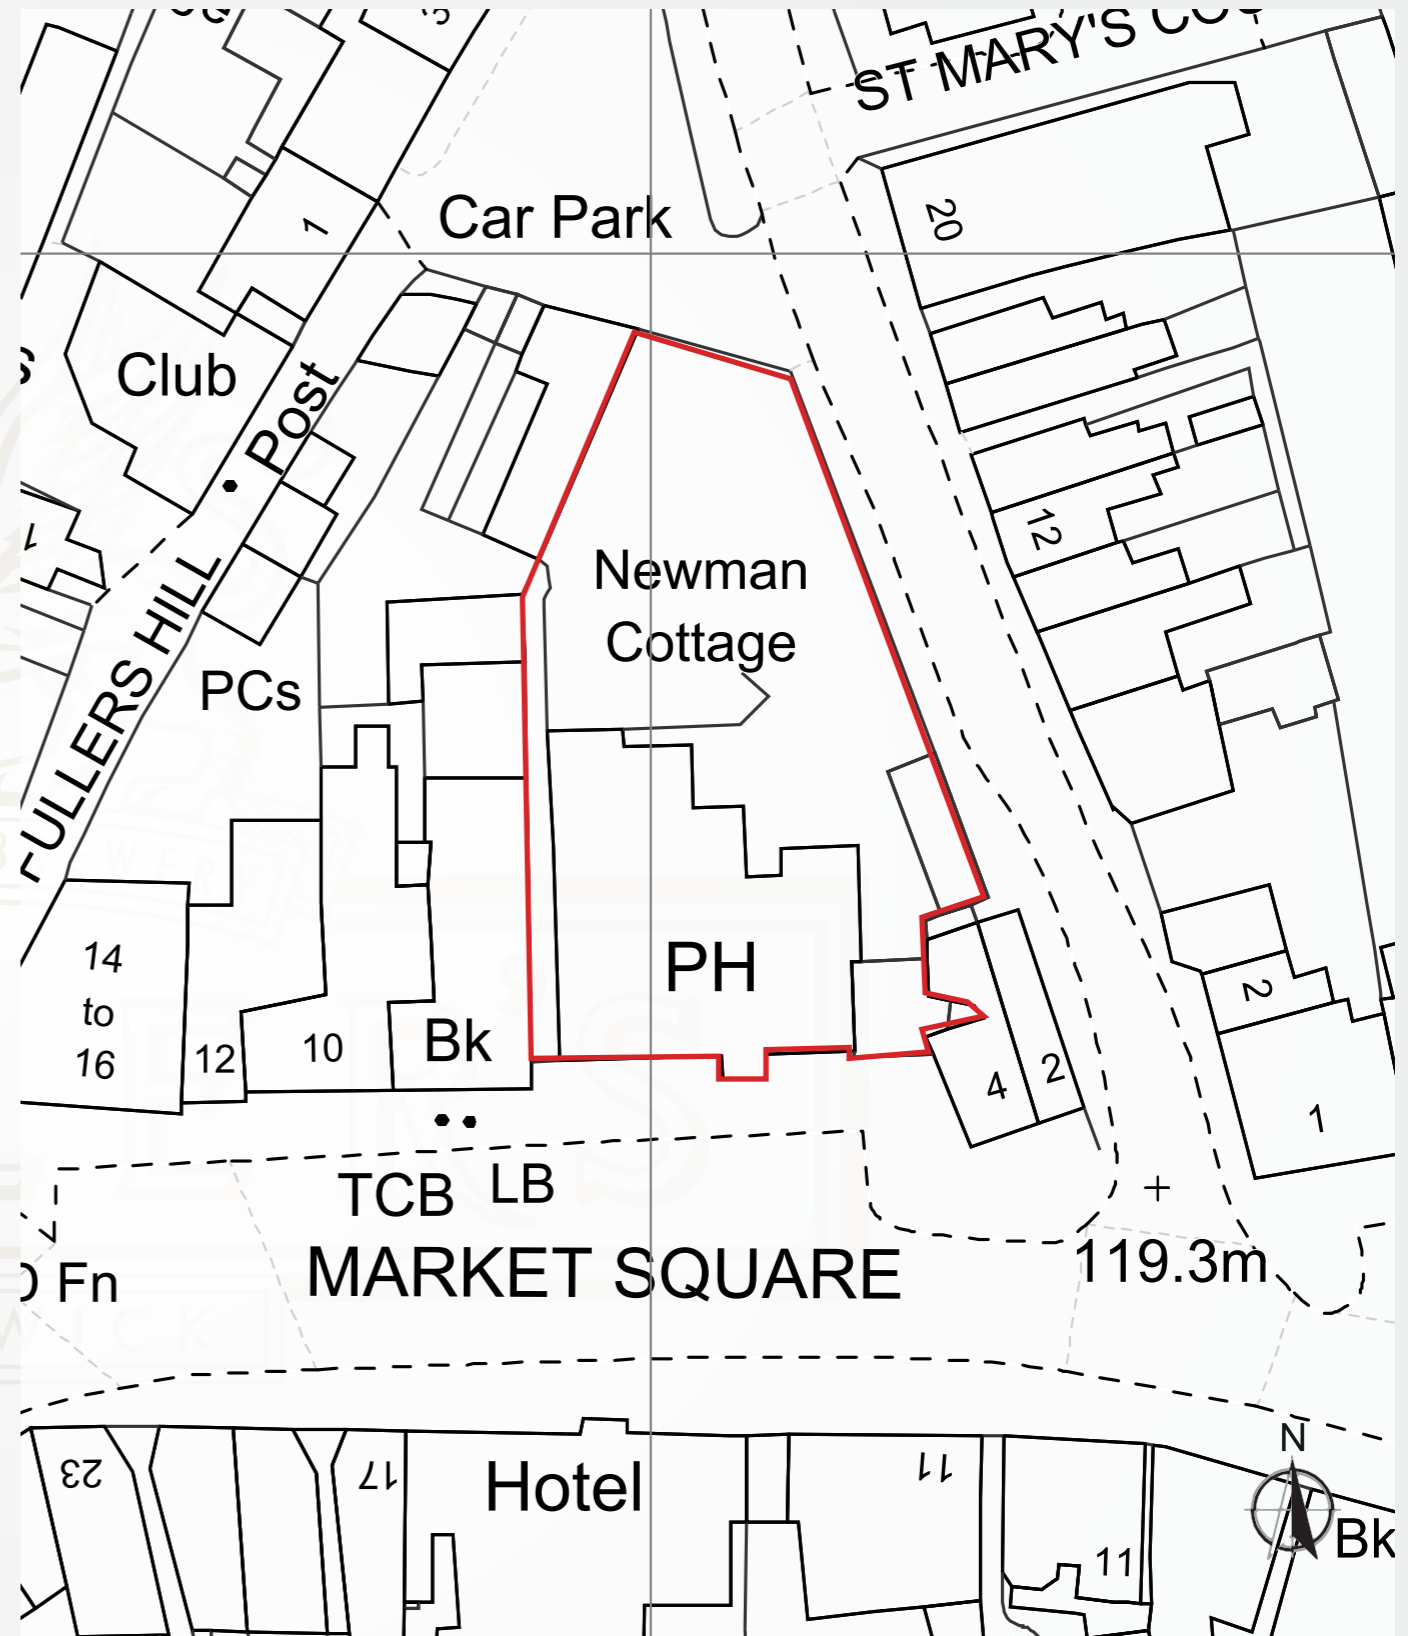 ST MARY'S
Car Park
20
1
Club
Post
12
Newman
Cottage
FULLERS HILL
PCs
PH
14
to
16
12
10
Bk
4
2
2
1
TCB
LB
MARKET SQUARE
119.3m
Fn
N
23
17
Hotel
11
11
Bk